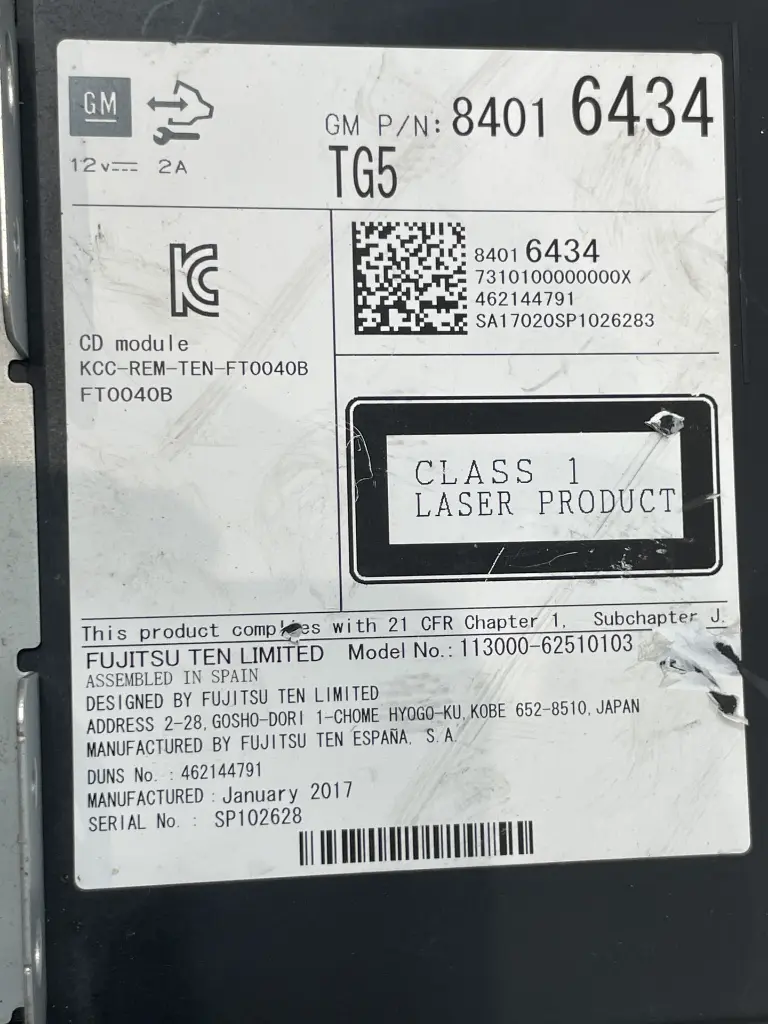 GM
GM P/N: 8401 6434
12v 2A
TG5
KC
8401 6434
7310100000000X
462144791
SA17020SP1026283
CD module
KCC-REM-TEN-FT0040B
FT0040B
CLASS 1
LASER PRODUCT
This product complies with 21 CFR Chapter 1, Subchapter J.
FUJITSU TEN LIMITED Model No.: 113000-62510103
ASSEMBLED IN SPAIN
DESIGNED BY FUJITSU TEN LIMITED
ADDRESS 2-28, GOSHO-DORI 1-CHOME HYOGO-KU, KOBE 652-8510, JAPAN
MANUFACTURED BY FUJITSU TEN ESPAÑA, S.A.
DUNS No. : 462144791
MANUFACTURED : January 2017
SERIAL No. : SP102628